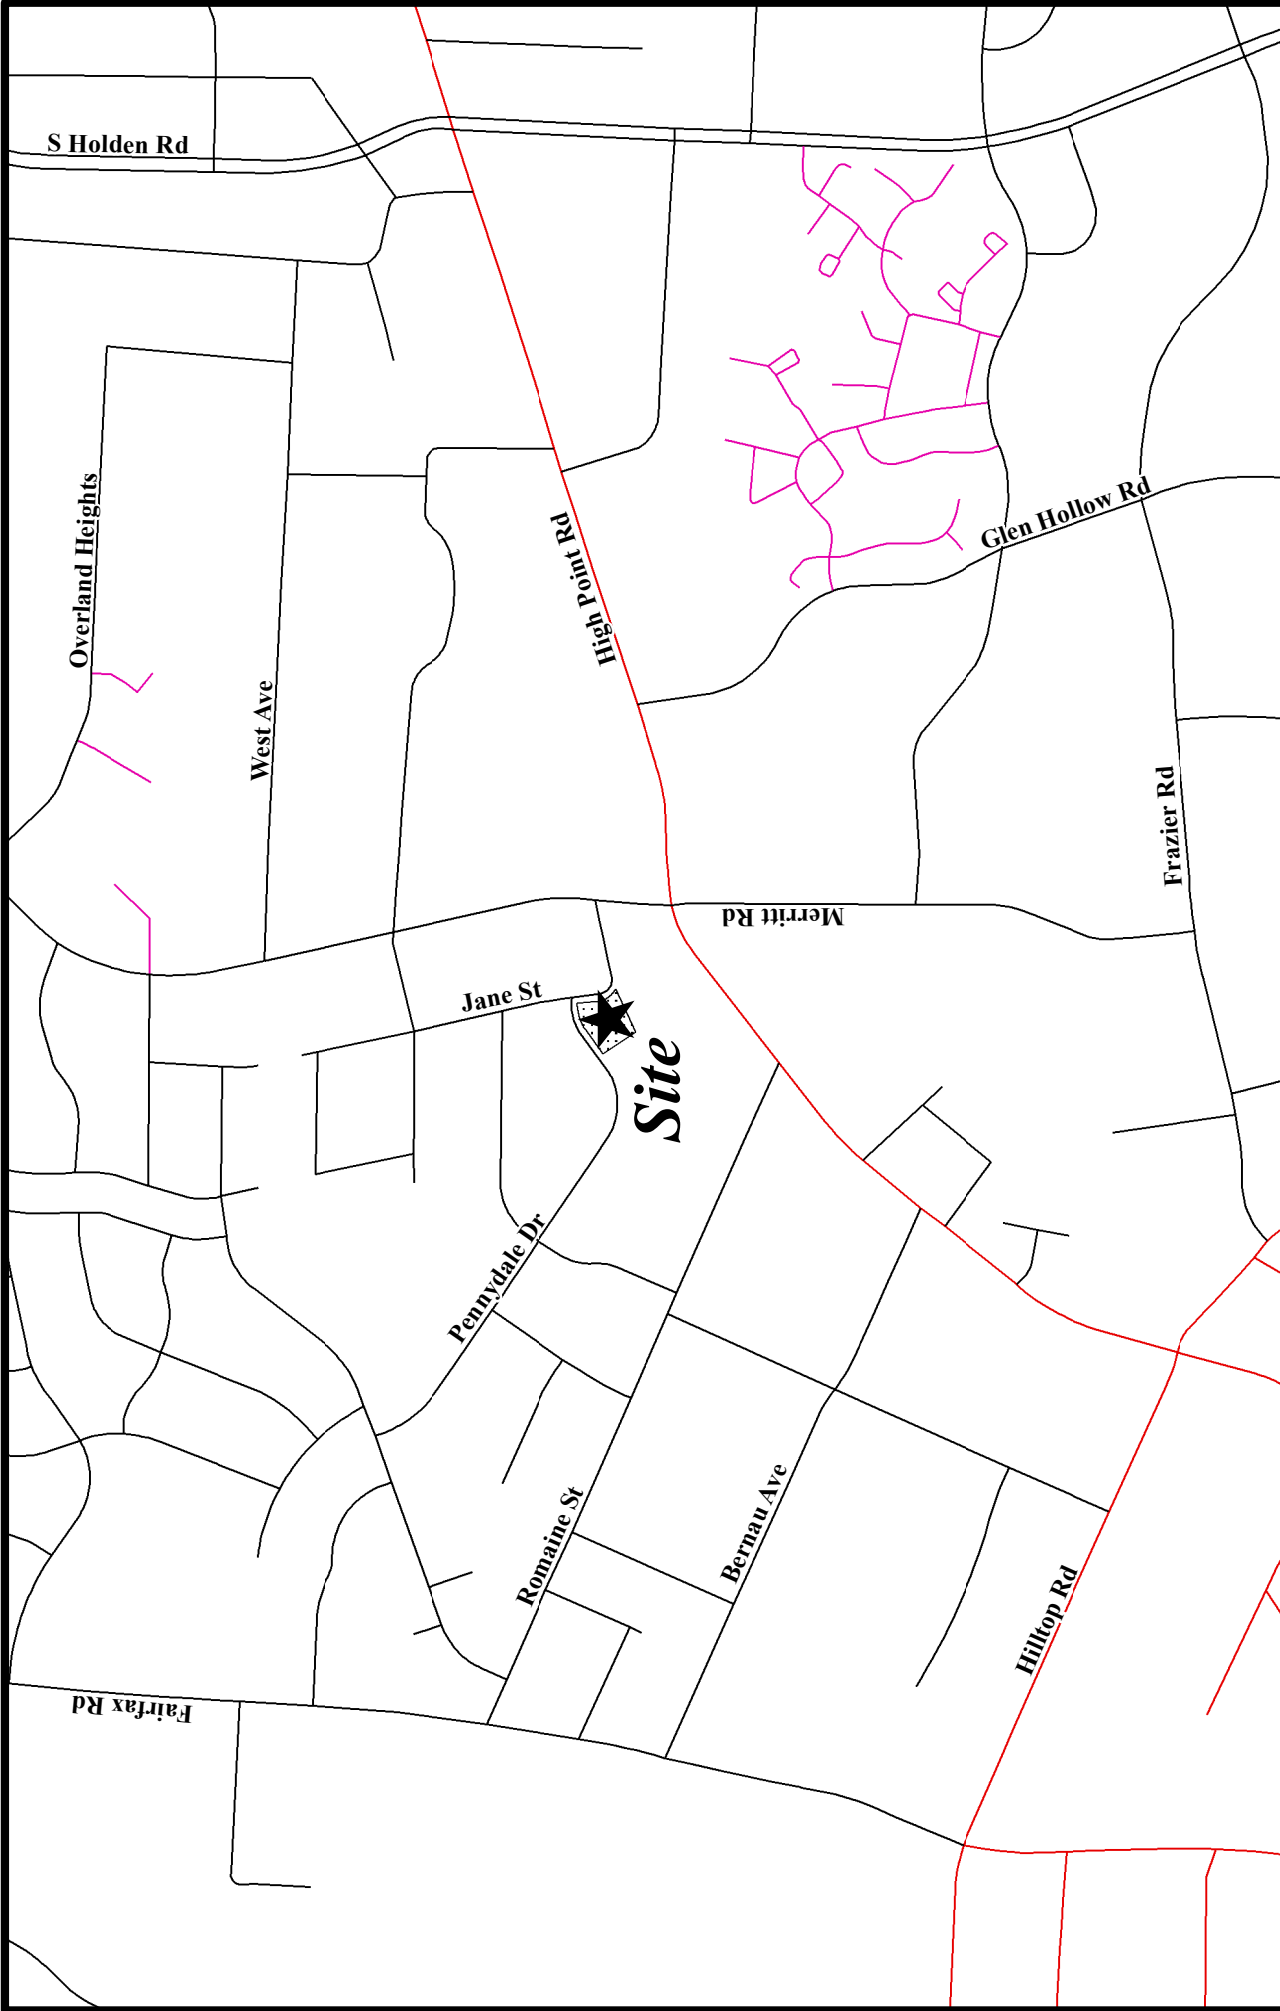 S Holden Rd
Overland Heights
High Point Rd
Glen Hollow Rd
West Ave
Frazier Rd
Merritt Rd
Jane St
Site
Pennydale Dr
Romaine St
Bernau Ave
Hilltop Rd
Fairfax Rd